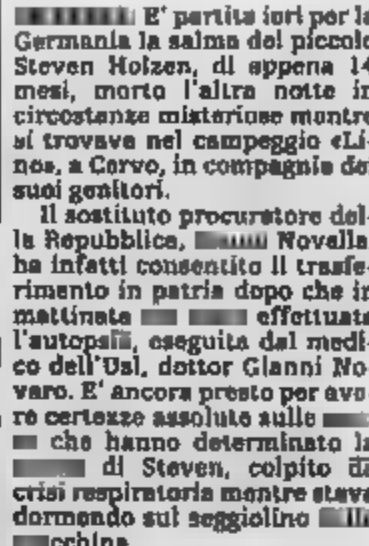 E' partita ieri per la
Germania la salma del piccolo
Steven Holzen, di appena 14
mesi, morto l'altra notte in
circostanze misteriose mentre
si trovava nel campeggio «Li-
no», a Cervo, in compagnia dei
suoi genitori.
Il sostituto procuratore del-
la Repubblica, Novella
ha infatti consentito il trasfe-
rimento in patria dopo che in
mattinata effettuata
l'autopsia, eseguita dal medi-
co dell'Usl, dottor Gianni No-
varo. E' ancora presto per ave-
re certezze assolute sulle
che hanno determinato la
di Steven, colpito da
crisi respiratoria mentre stava
dormendo sul seggiolino